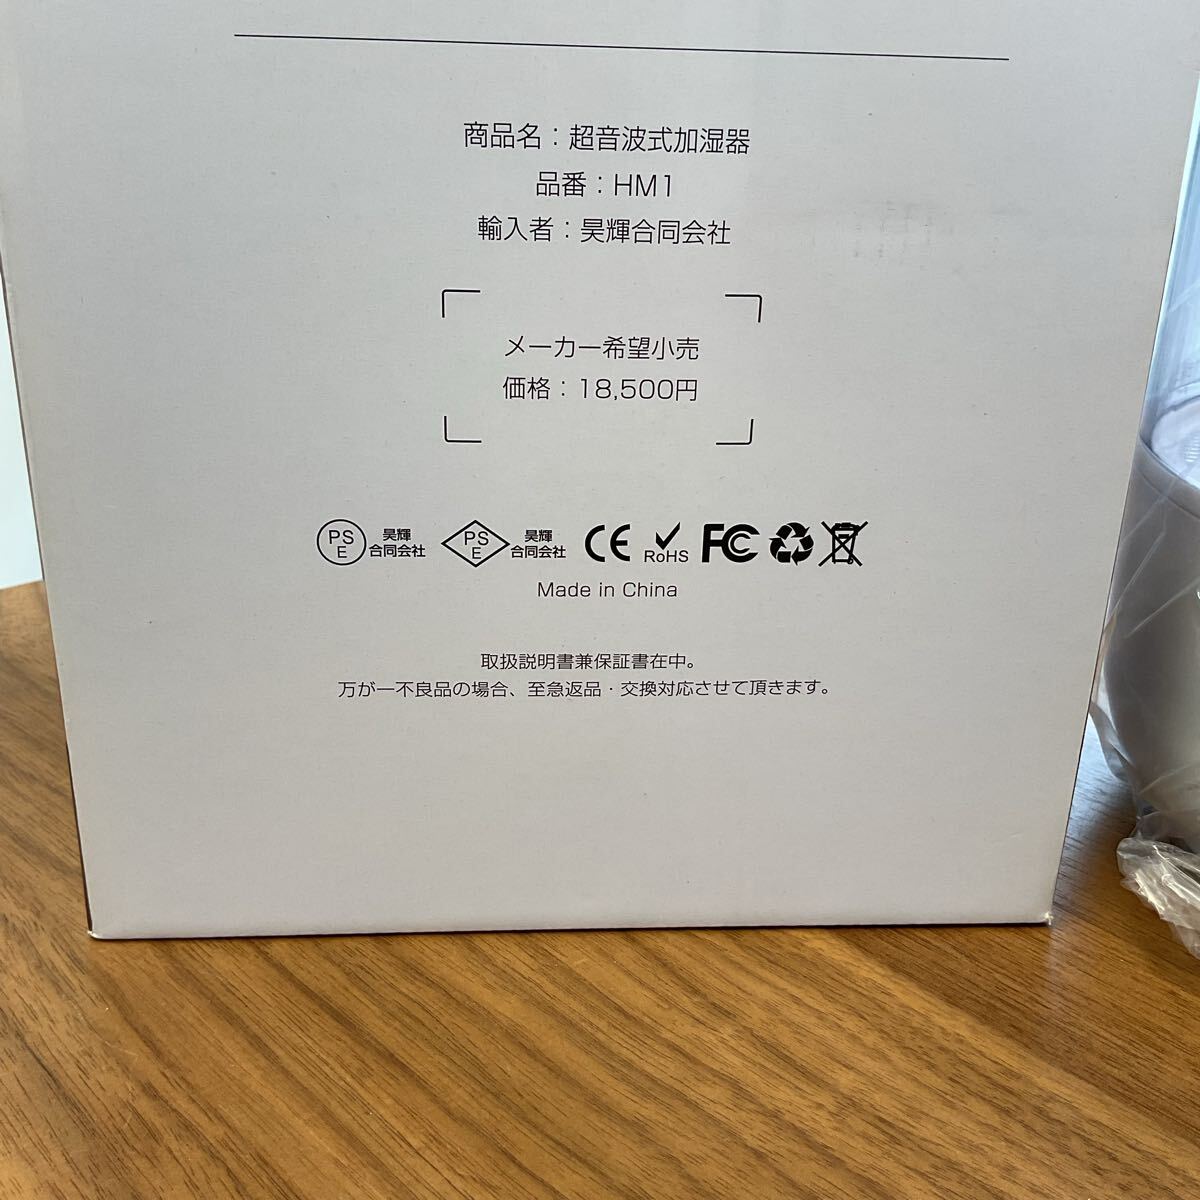 商品名：超音波式加湿器
品番：HM1
輸入者：昊輝合同会社
メーカー希望小売
価格：18,500円
PS
E
昊輝
合同会社
PS
E
昊輝
合同会社
CE
RoHS
FC
Made in China
取扱説明書兼保証書在中。
万が一不良品の場合、至急返品・交換対応させて頂きます。